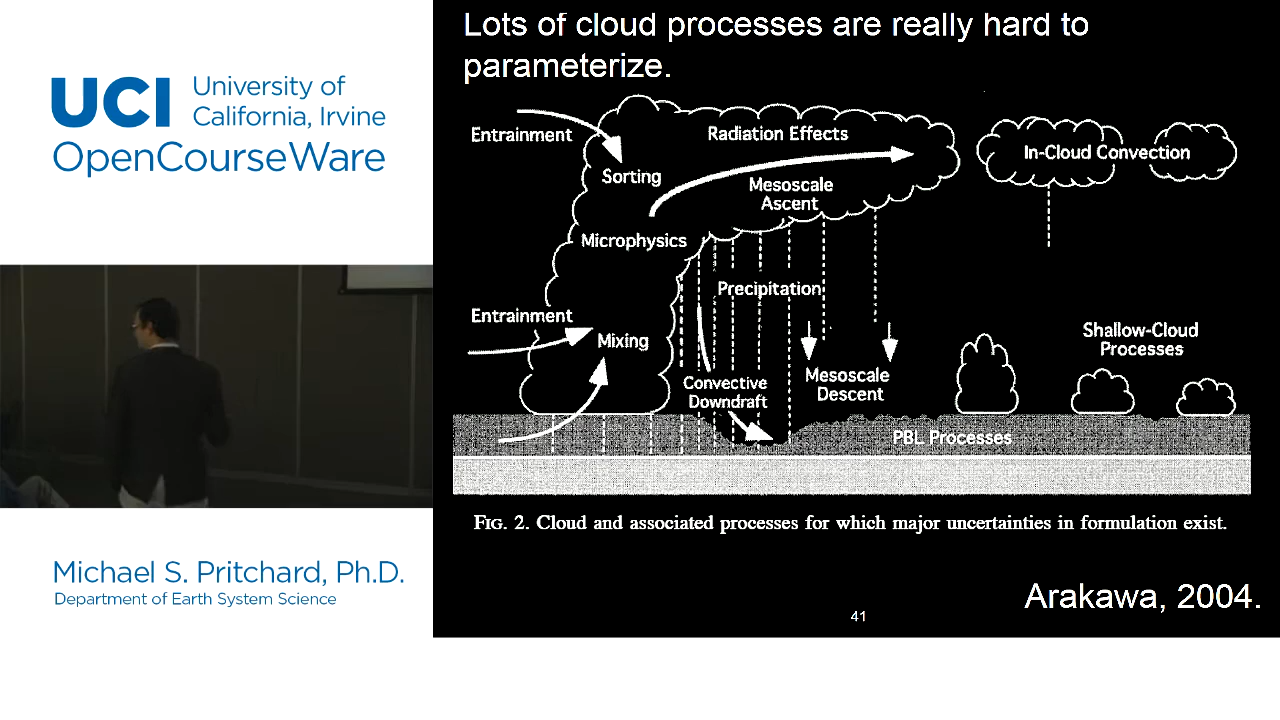 UCI University of
California, Irvine
OpenCourseWare
Michael S. Pritchard, Ph.D.
Department of Earth System Science
Lots of cloud processes are really hard to
parameterize.
Entrainment
Radiation Effects
In-Cloud Convection
Sorting
Mesoscale
Ascent
Microphysics
Precipitation
Entrainment
Mixing
Shallow-Cloud
Processes
Convective
Downdraft
Mesoscale
Descent
PBL Processes
FIG. 2. Cloud and associated processes for which major uncertainties in formulation exist.
Arakawa, 2004.
41